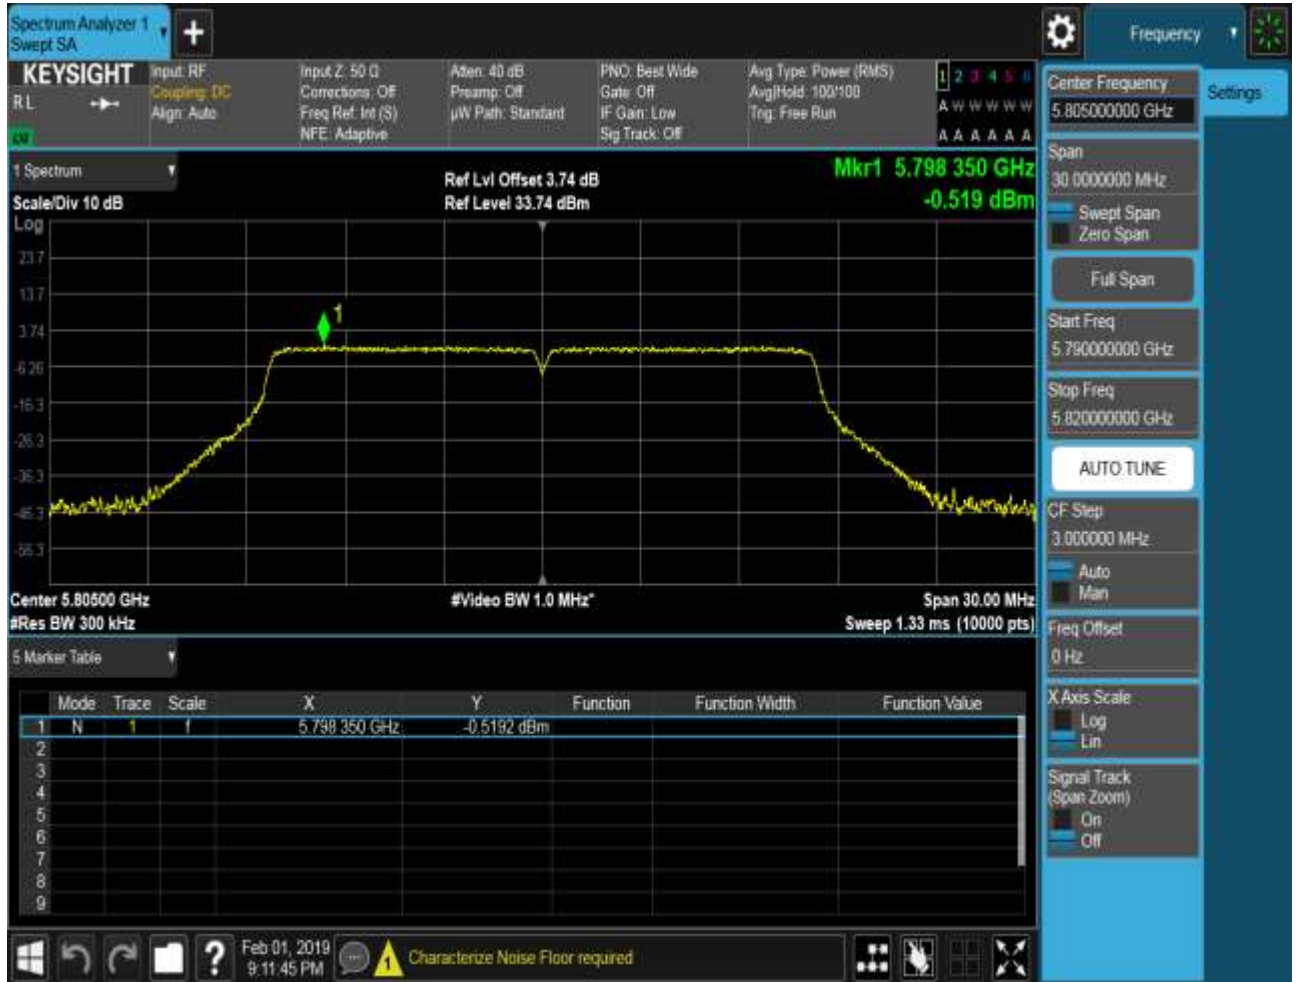 Spectrum Analyzer 1
Swept SA
+
Frequency
KEYSIGHT
RL
Input: RF
Coupling: DC
Align: Auto
Input Z: 50 Ω
Corrections: Off
Freq Ref: Int (S)
NFE: Adaptive
Atten: 40 dB
Preamp: Off
µW Path: Standard
PNO: Best Wide
Gate: Off
IF Gain: Low
Sig Track: Off
Avg Type: Power (RMS)
Avg|Hold: 100/100
Trig: Free Run
1 2 3 4 5 6
A W W W W W
A A A A A A
1 Spectrum
Scale/Div 10 dB
Ref Lvl Offset 3.74 dB
Ref Level 33.74 dBm
Mkr1 5.798 350 GHz
-0.519 dBm
Log
23.7
13.7
3.74
-6.26
-16.3
-26.3
-36.3
-46.3
-56.3
1
Center 5.80500 GHz
#Video BW 1.0 MHz*
Span 30.00 MHz
#Res BW 300 kHz
Sweep 1.33 ms (10000 pts)
5 Marker Table
Mode Trace Scale X Y Function Function Width Function Value
1 N 1 f 5.798 350 GHz -0.5192 dBm
2
3
4
5
6
7
8
9
Feb 01, 2019
9:11:45 PM
1
Characterize Noise Floor required
?
Settings
Center Frequency
5.805000000 GHz
Span
30.0000000 MHz
Swept Span
Zero Span
Full Span
Start Freq
5.790000000 GHz
Stop Freq
5.820000000 GHz
AUTO TUNE
CF Step
3.000000 MHz
Auto
Man
Freq Offset
0 Hz
X Axis Scale
Log
Lin
Signal Track
(Span Zoom)
On
Off